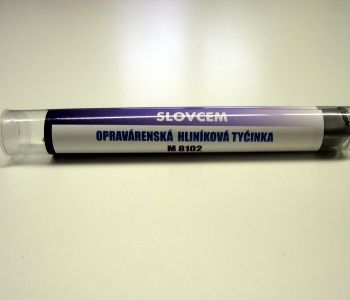 SLOVCEM
OPRAVÁRENSKÁ HLINÍKOVÁ TYČINKA
M 8102